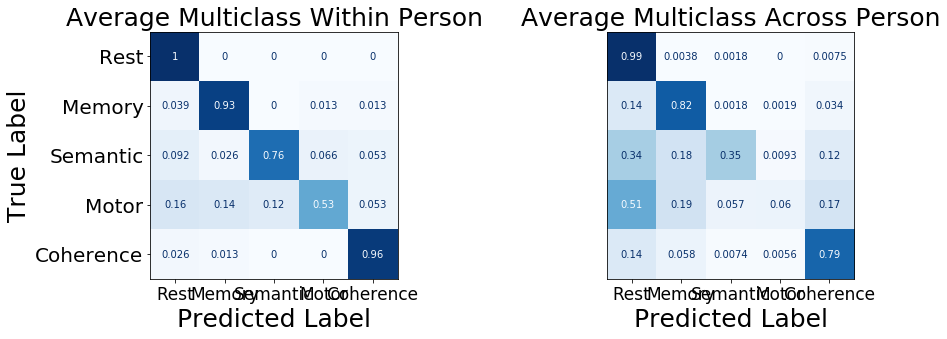 Average Multiclass Within Person
Average Multiclass Across Person
True Label
Rest 1 0 0 0 0
Memory 0.039 0.93 0 0.013 0.013
Semantic 0.092 0.026 0.76 0.066 0.053
Motor 0.16 0.14 0.12 0.53 0.053
Coherence 0.026 0.013 0 0 0.96
Rest Memory Semantic Motor Coherence
Predicted Label
0.99 0.0038 0.0018 0 0.0075
0.14 0.82 0.0018 0.0019 0.034
0.34 0.18 0.35 0.0093 0.12
0.51 0.19 0.057 0.06 0.17
0.14 0.058 0.0074 0.0056 0.79
Rest Memory Semantic Motor Coherence
Predicted Label